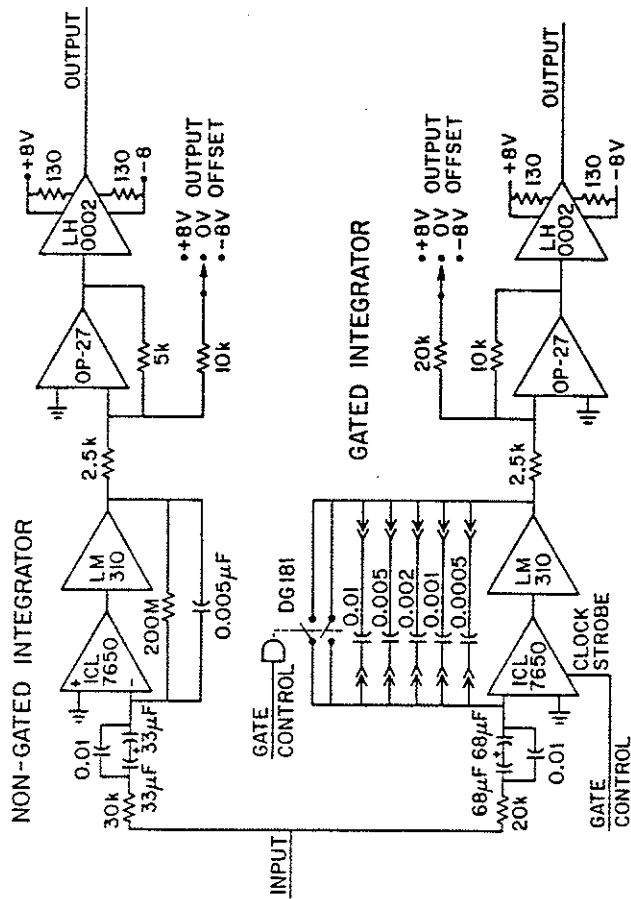 NON-GATED INTEGRATOR
0.01
30k
33µF
33µF
+
+
-
ICL
7650
LM
310
200M
0.005µF
2.5k
OP-27
5k
10k
LH
0002
+8V
130
130
-8
OUTPUT
+8V
0V
-8V
OUTPUT
OFFSET
INPUT
GATED INTEGRATOR
GATE
CONTROL
DG181
0.01
0.005
0.002
0.001
0.0005
20k
68µF
68µF
+
0.01
ICL
7650
LM
310
CLOCK
STROBE
GATE
CONTROL
2.5k
OP-27
20k
10k
+8V
0V
-8V
OUTPUT
OFFSET
LH
0002
+8V
130
130
-8V
OUTPUT